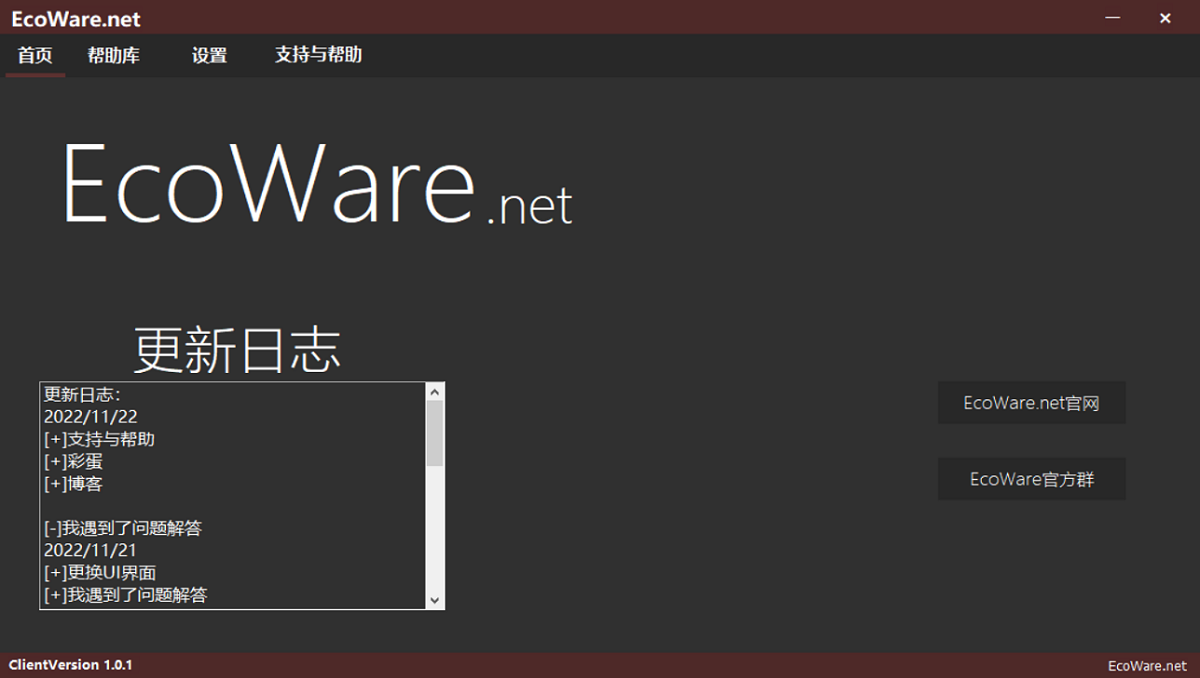 EcoWare.net
首页 帮助库 设置 支持与帮助
EcoWare.net
更新日志
更新日志：
2022/11/22
[+]支持与帮助
[+]彩蛋
[+]博客
[-]我遇到了问题解答
2022/11/21
[+]更换UI界面
[+]我遇到了问题解答
EcoWare.net官网
EcoWare官方群
ClientVersion 1.0.1
EcoWare.net